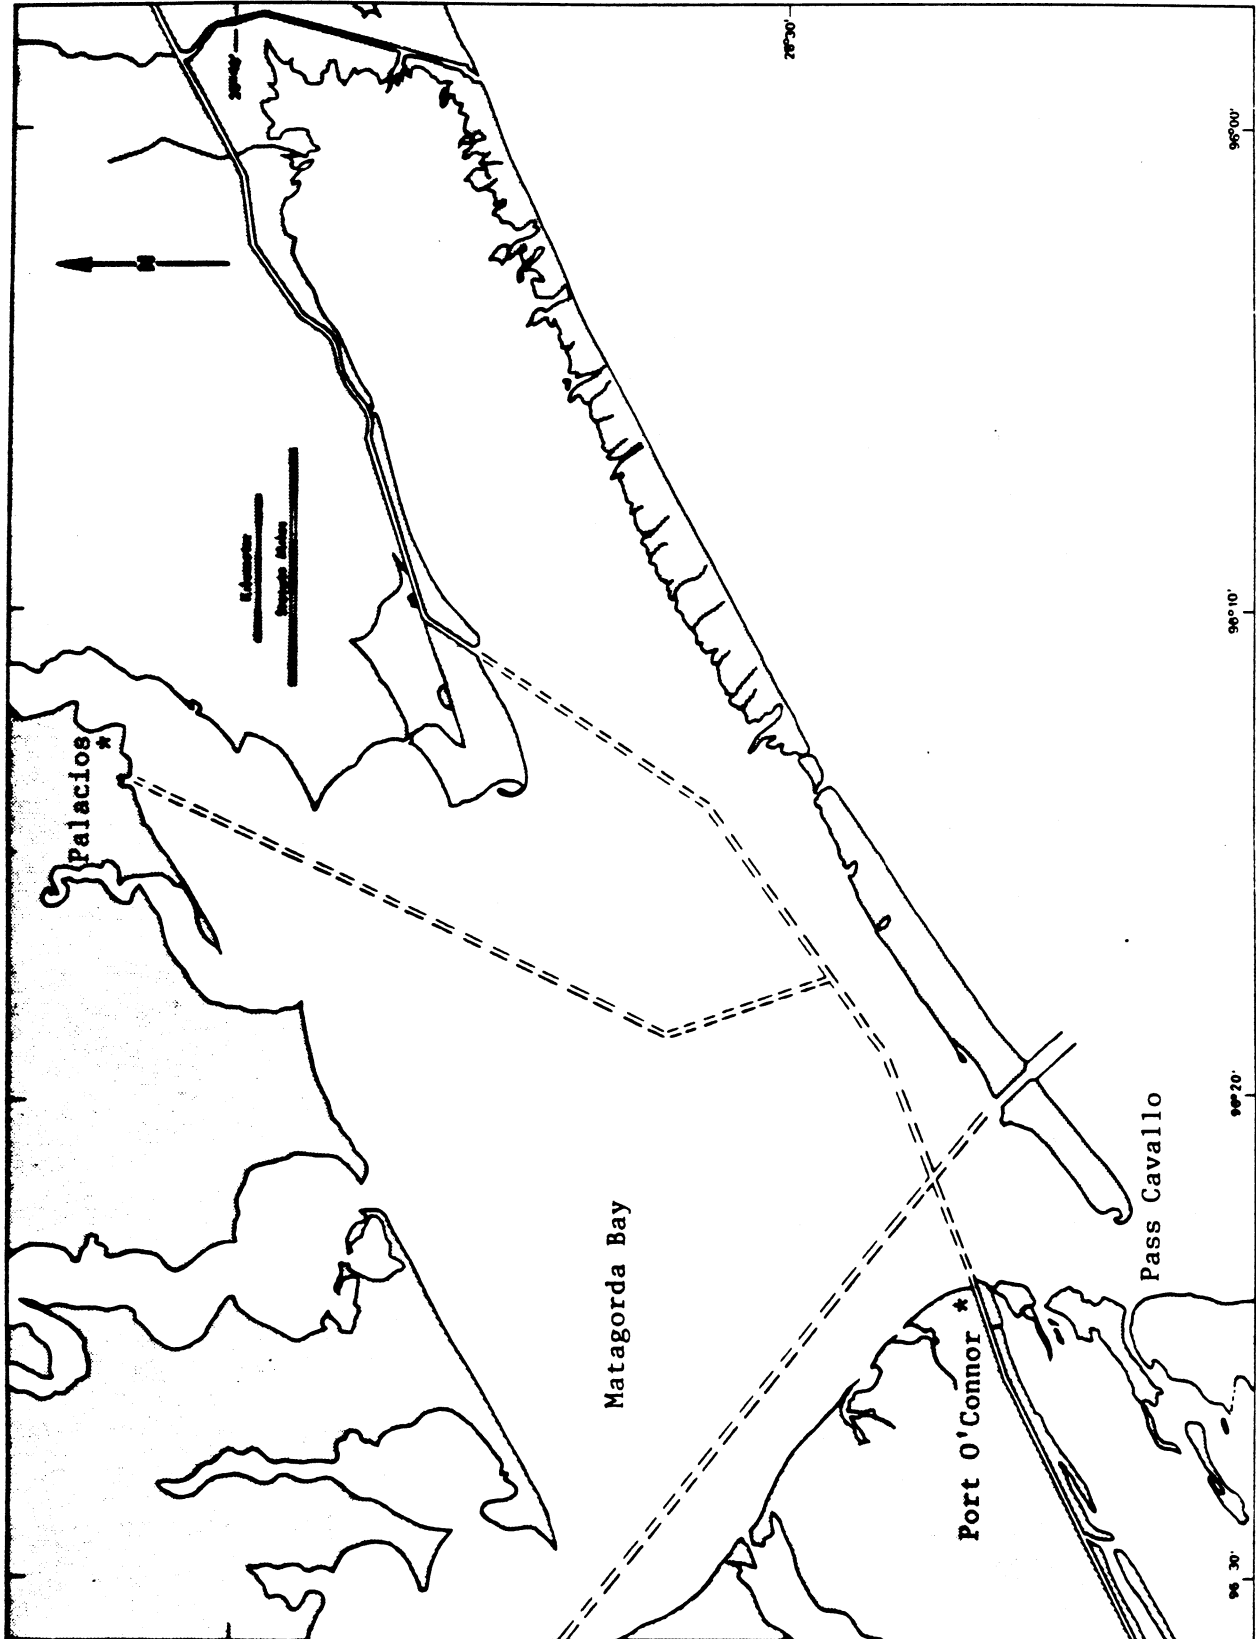 Palacios
*
Matagorda Bay
Port O'Connor *
Pass Cavallo
N
28°30'
96°00'
96°10'
96°20'
96 30'